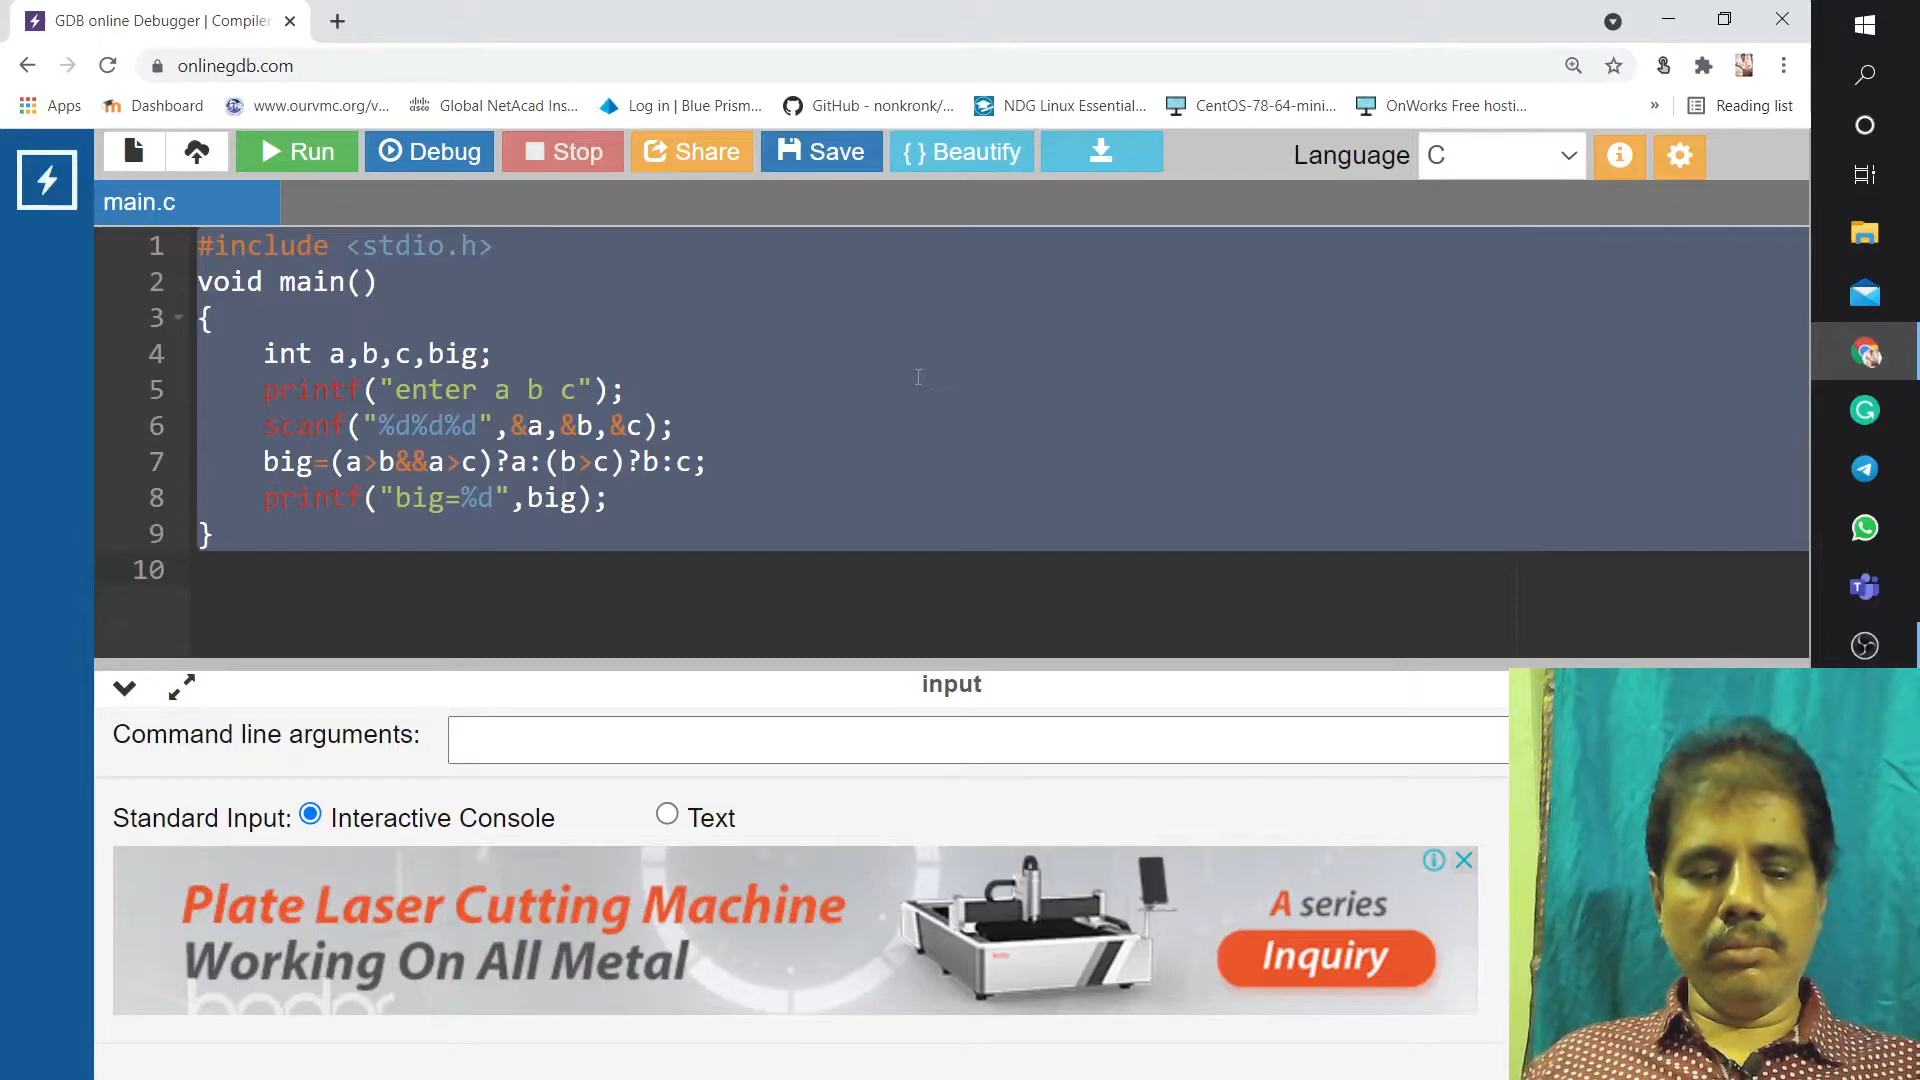 GDB online Debugger | Compiler
onlinegdb.com
Apps Dashboard www.ourvmc.org/v... Global NetAcad Ins... Log in | Blue Prism... GitHub - nonkronk/... NDG Linux Essential... CentOS-78-64-mini... OnWorks Free hosti... » Reading list
Run Debug Stop Share Save { } Beautify Language C
main.c
1 #include <stdio.h>
2 void main()
3 {
4 int a,b,c,big;
5 printf("enter a b c");
6 scanf("%d%d%d",&a,&b,&c);
7 big=(a>b&&a>c)?a:(b>c)?b:c;
8 printf("big=%d",big);
9 }
10
input
Command line arguments:
Standard Input: Interactive Console Text
Plate Laser Cutting Machine
Working On All Metal
bodor
A series
Inquiry